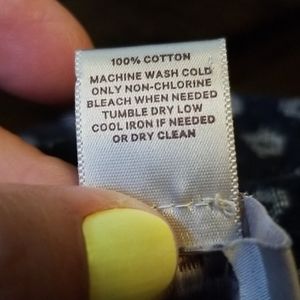 100% COTTON
MACHINE WASH COLD
ONLY NON-CHLORINE
BLEACH WHEN NEEDED
TUMBLE DRY LOW
COOL IRON IF NEEDED
OR DRY CLEAN